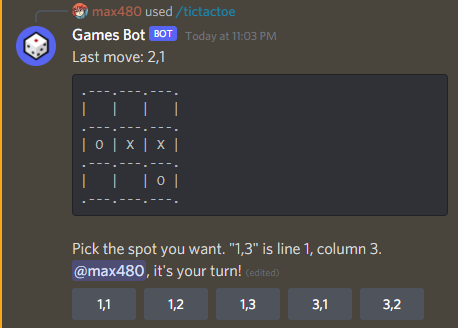 max480 used /tictactoe
Games Bot BOT Today at 11:03 PM
Last move: 2,1
.---.---.---.
|   |   |   |
.---.---.---.
| O | X | X |
.---.---.---.
|   |   | O |
.---.---.---.
Pick the spot you want. "1,3" is line 1, column 3.
@max480, it's your turn! (edited)
1,1 1,2 1,3 3,1 3,2